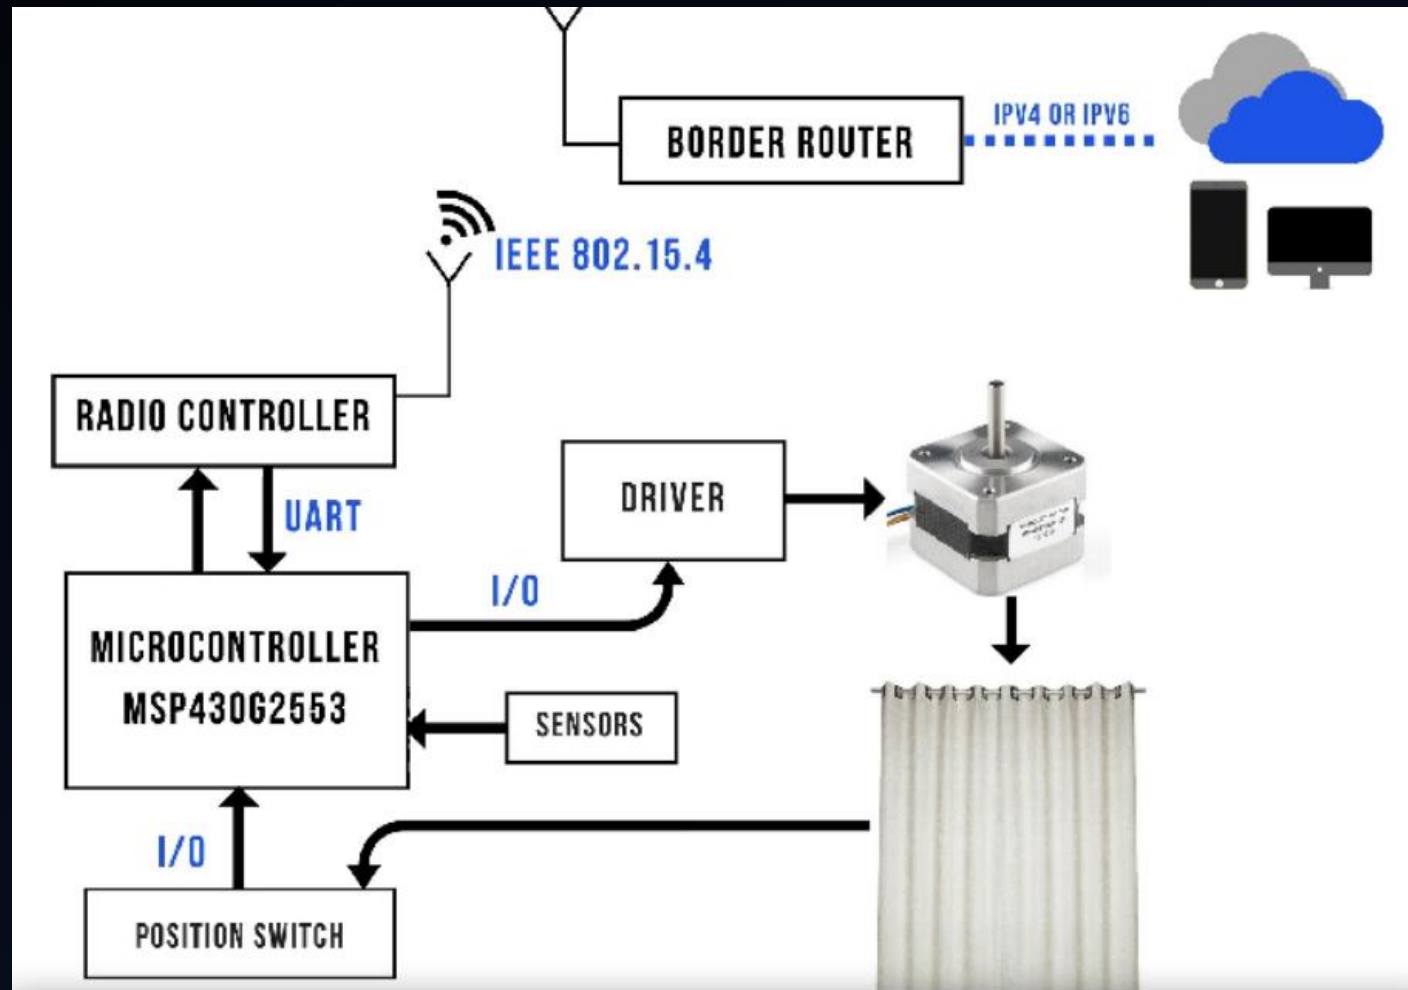 BORDER ROUTER
IPV4 OR IPV6
IEEE 802.15.4
RADIO CONTROLLER
UART
DRIVER
I/O
MICROCONTROLLER
MSP430G2553
SENSORS
I/O
POSITION SWITCH